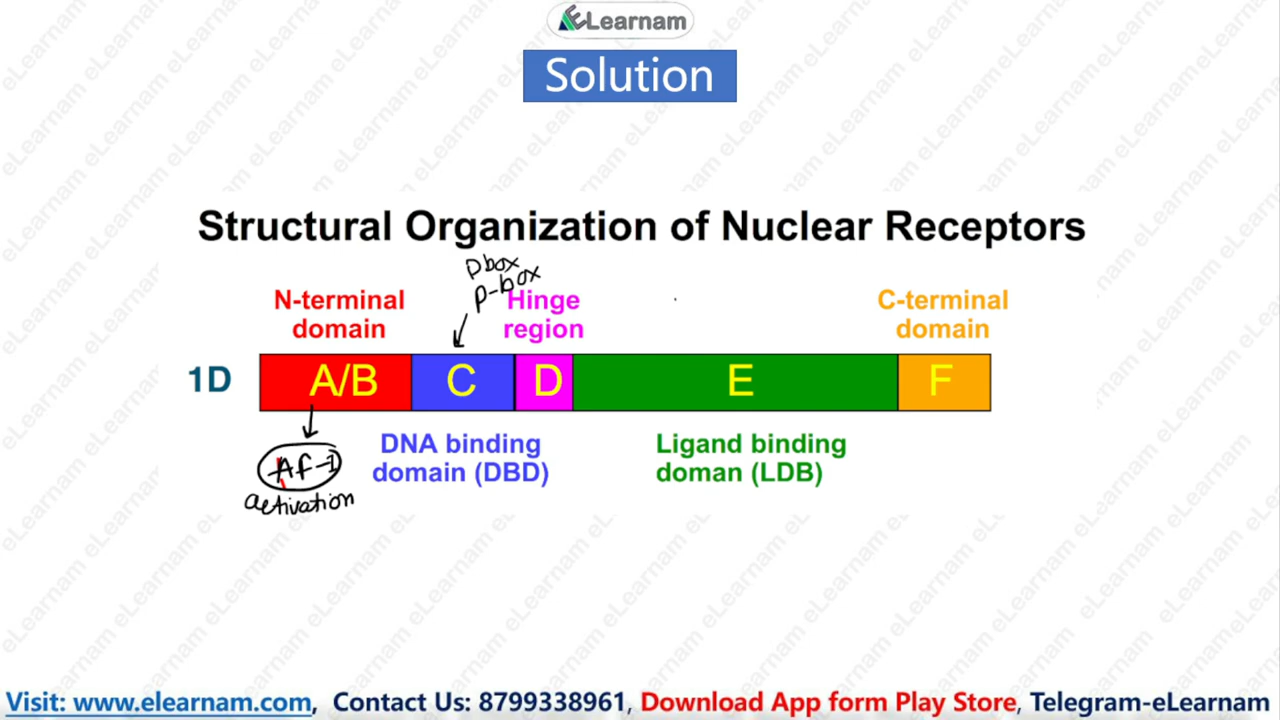 eLearnam
Solution
Structural Organization of Nuclear Receptors
Dbox
p-box
N-terminal
domain
Hinge
region
C-terminal
domain
1D
A/B
C
D
E
F
AF-1
activation
DNA binding
domain (DBD)
Ligand binding
doman (LDB)
Visit: www.elearnam.com, Contact Us: 8799338961, Download App form Play Store, Telegram-eLearnam